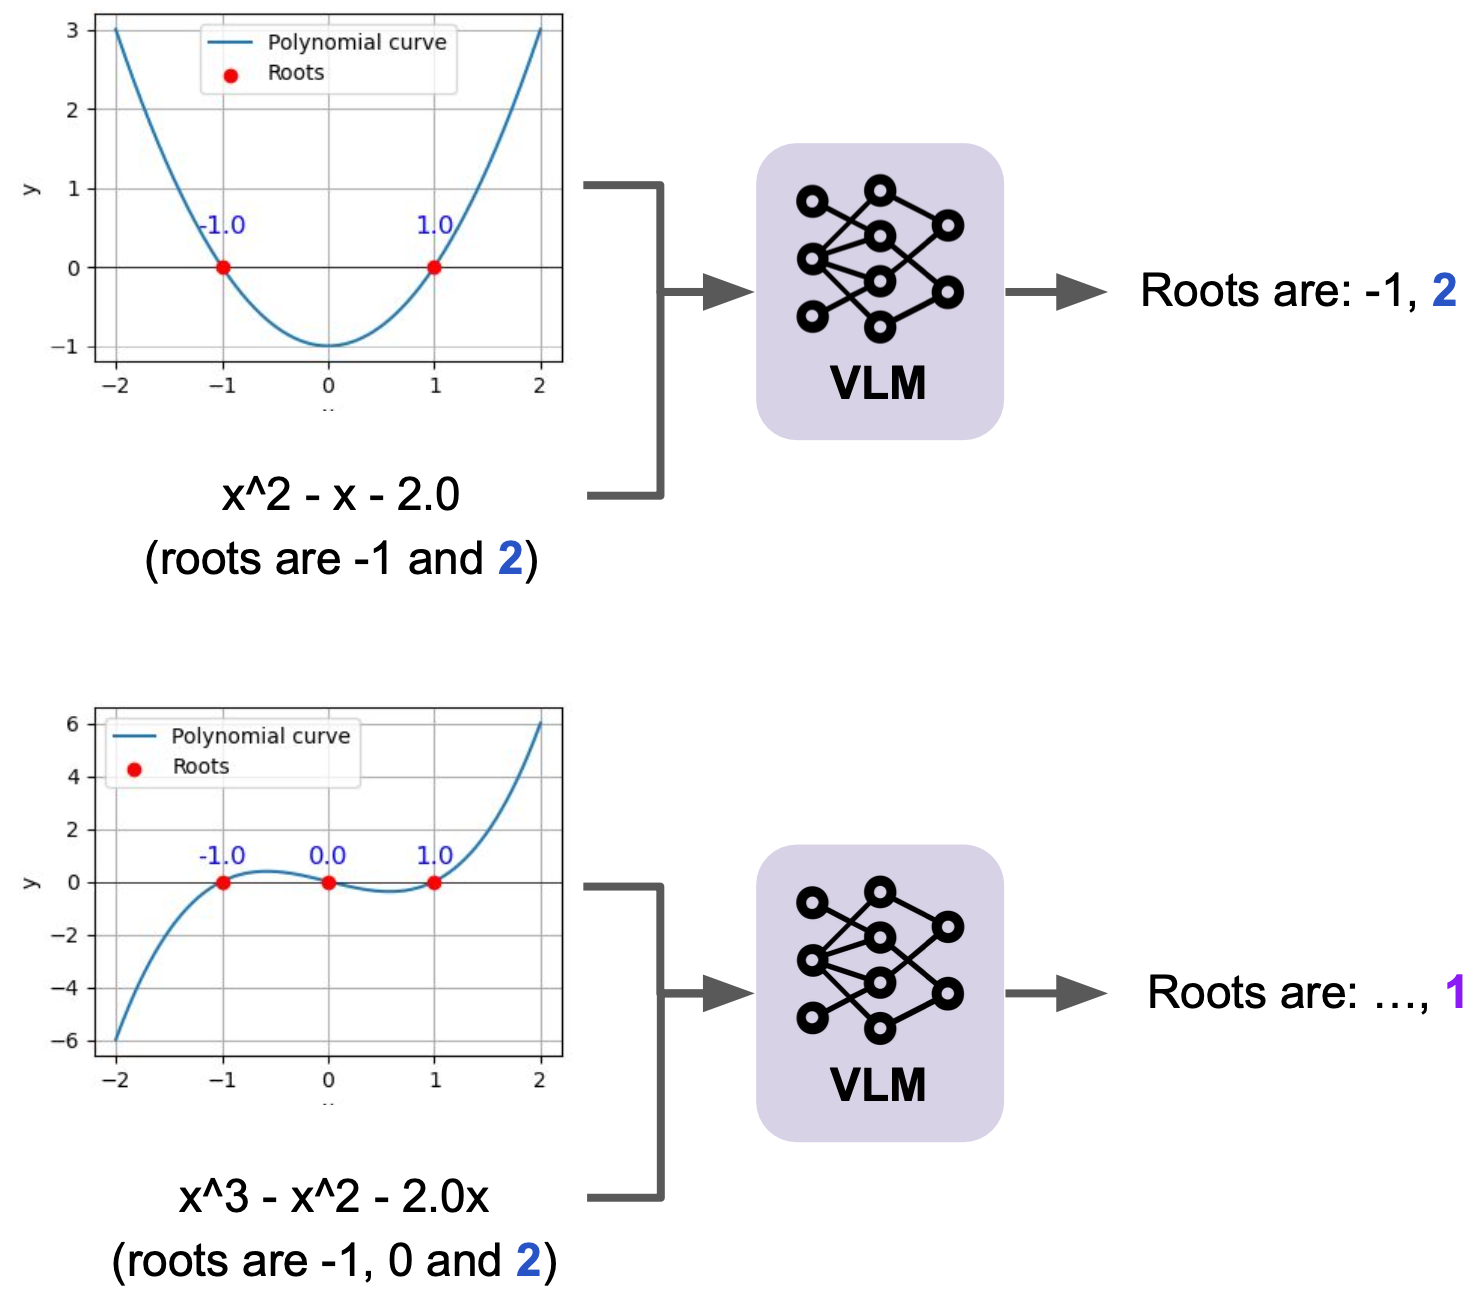 3
Polynomial curve
Roots
2
1
y
-1.0
1.0
0
−1
−2
−1
0
1
2
VLM
Roots are: -1, 2
x^2 - x - 2.0
(roots are -1 and 2)
6
Polynomial curve
Roots
4
2
-1.0
0.0
1.0
y
0
−2
−4
−6
−2
−1
0
1
2
VLM
Roots are: …, 1
x^3 - x^2 - 2.0x
(roots are -1, 0 and 2)